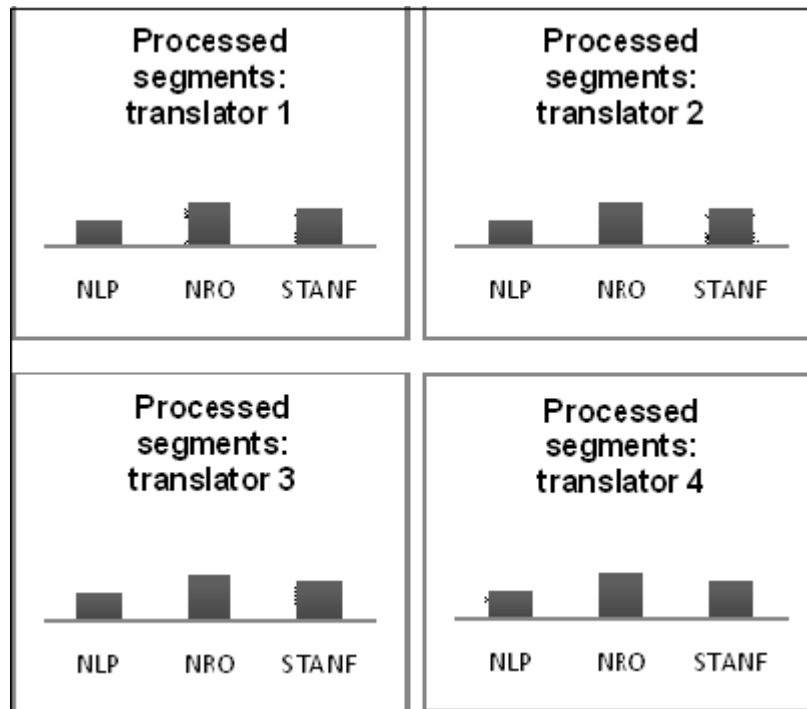 Processed
segments:
translator 1
NLP NRO STANF
Processed
segments:
translator 2
NLP NRO STANF
Processed
segments:
translator 3
NLP NRO STANF
Processed
segments:
translator 4
NLP NRO STANF